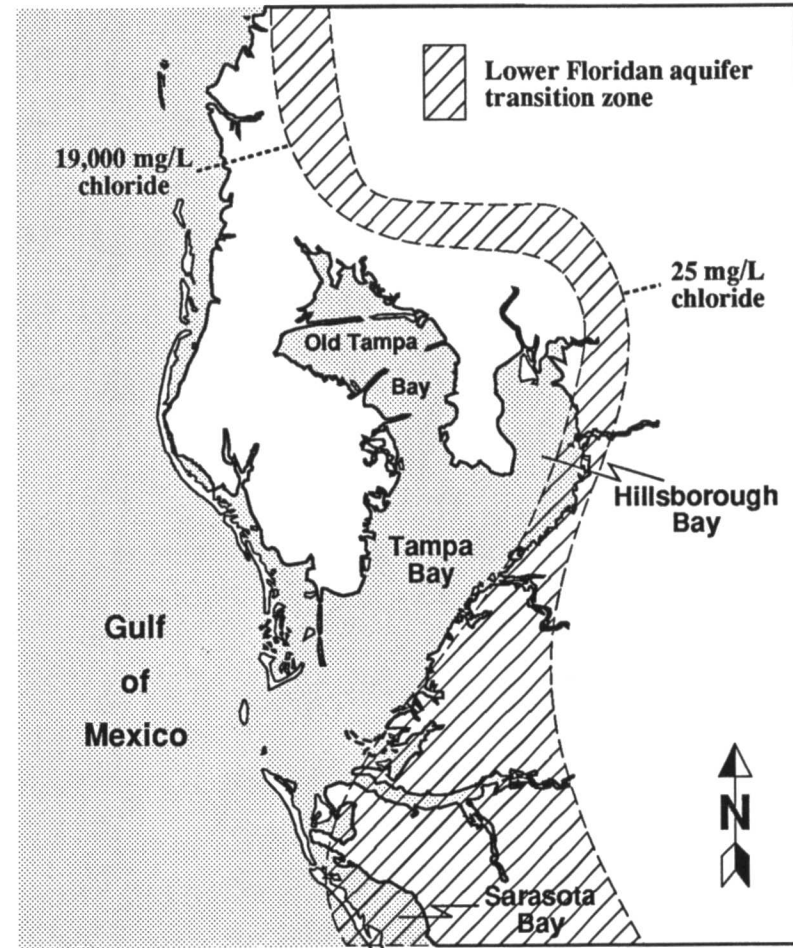 Lower Floridan aquifer
transition zone
19,000 mg/L
chloride
25 mg/L
chloride
Old Tampa
Bay
Hillsborough
Bay
Tampa
Bay
Gulf
of
Mexico
N
Sarasota
Bay